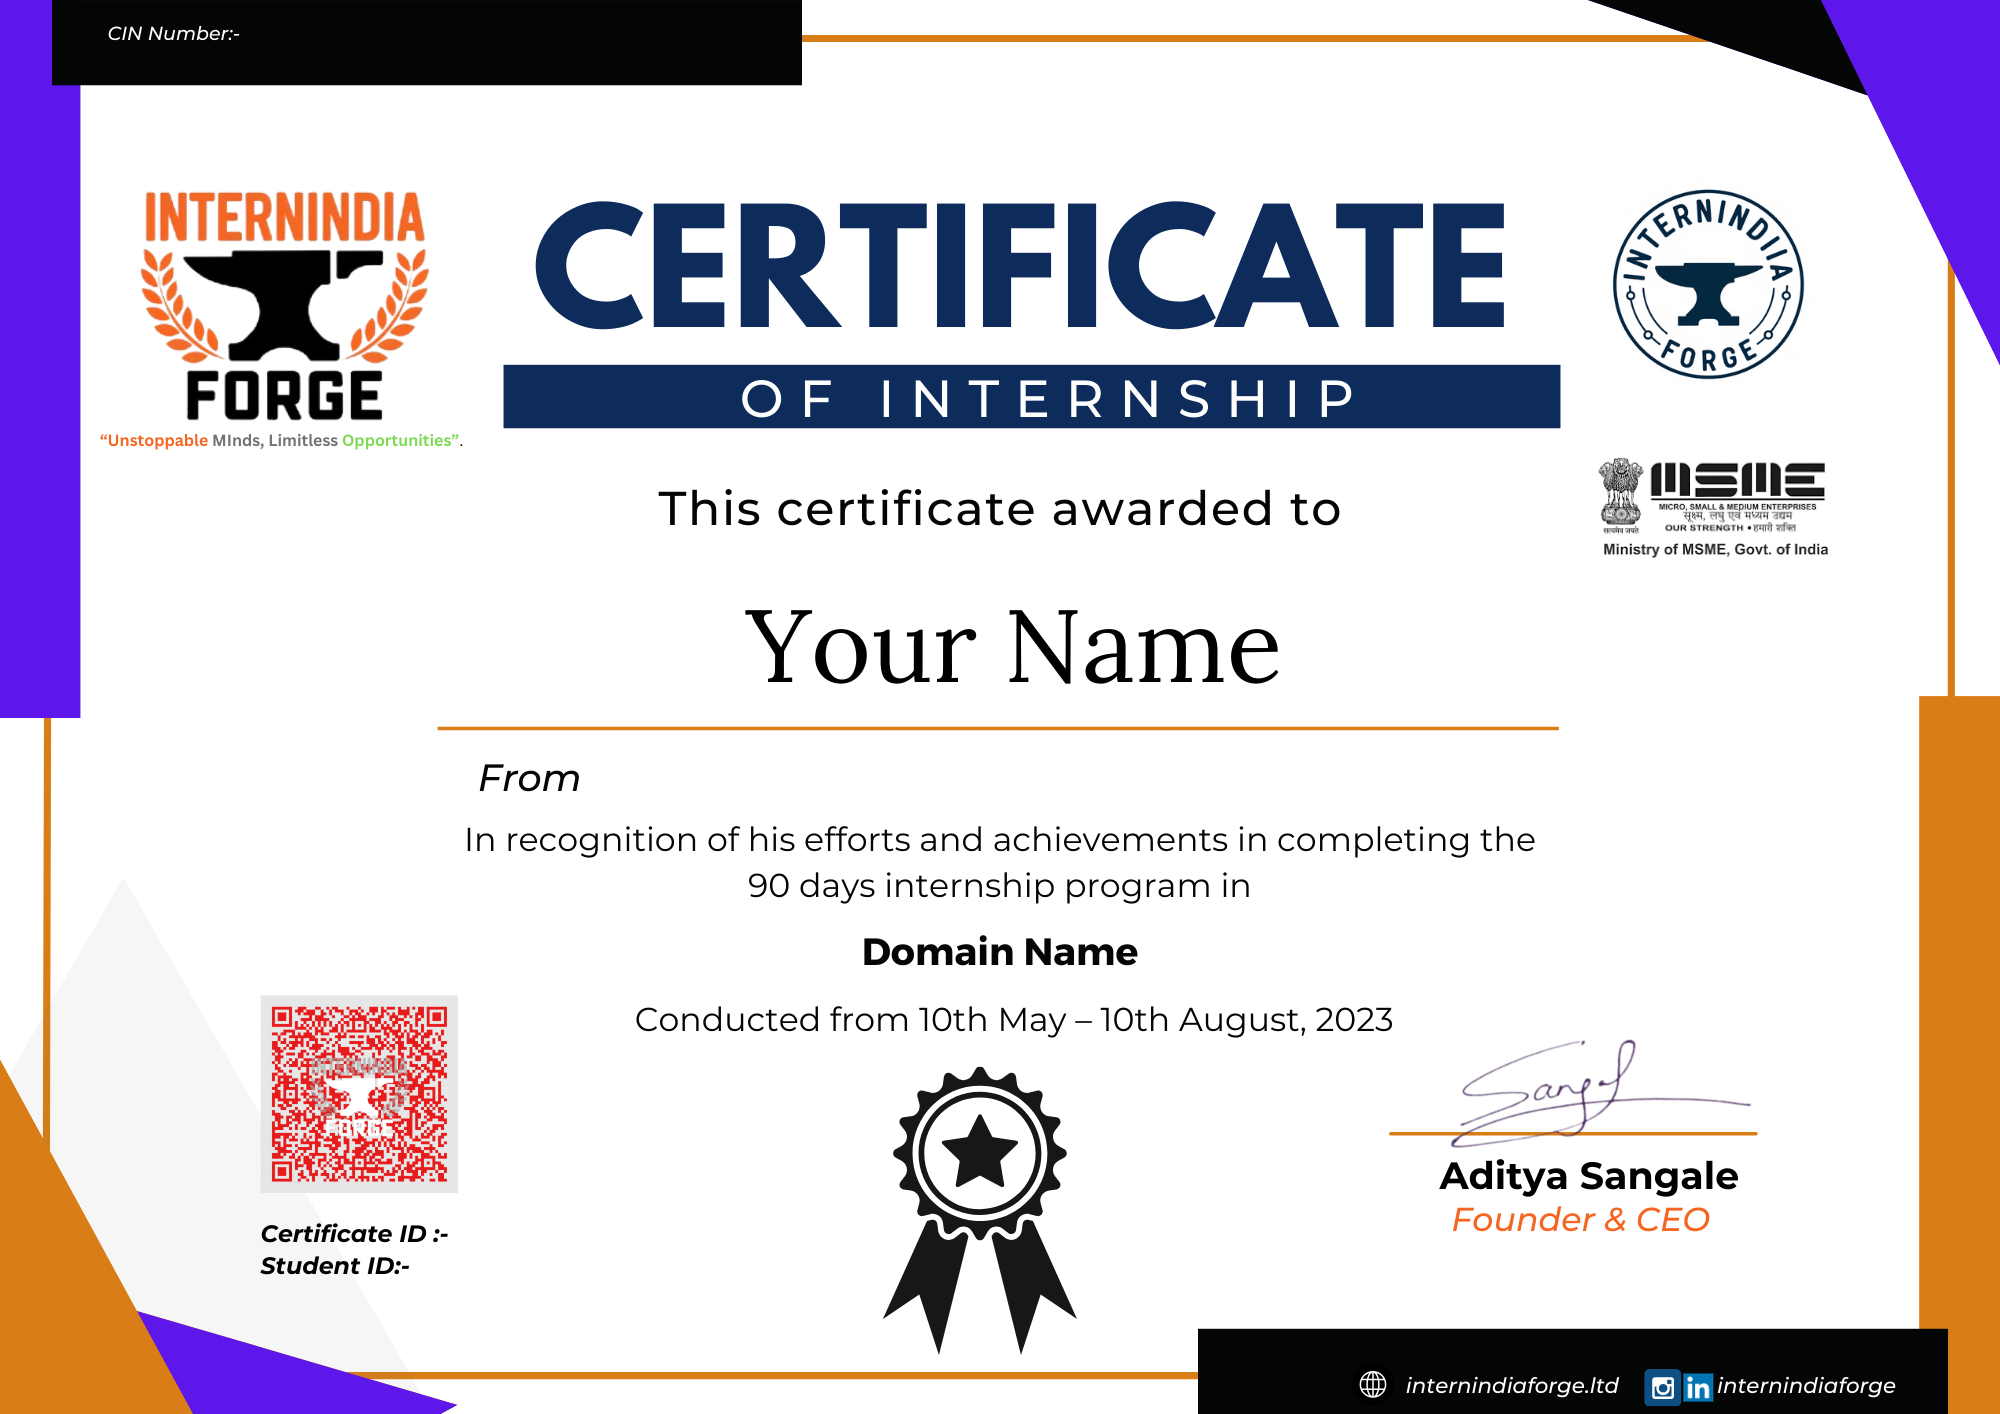 CIN Number:-
INTERNINDIA
FORGE
“Unstoppable MInds, Limitless Opportunities”.
CERTIFICATE
OF INTERNSHIP
INTERNINDIIA
FORGE
MSME
MICRO, SMALL & MEDIUM ENTERPRISES
सूक्ष्म, लघु एवं मध्यम उद्यम
OUR STRENGTH • हमारी शक्ति
सत्यमेव जयते
Ministry of MSME, Govt. of India
This certificate awarded to
Your Name
From
In recognition of his efforts and achievements in completing the
90 days internship program in
Domain Name
Conducted from 10th May – 10th August, 2023
INTERNINDIA
FORGE
Certificate ID :-
Student ID:-
Sangal
Aditya Sangale
Founder & CEO
internindiaforge.ltd
in internindiaforge